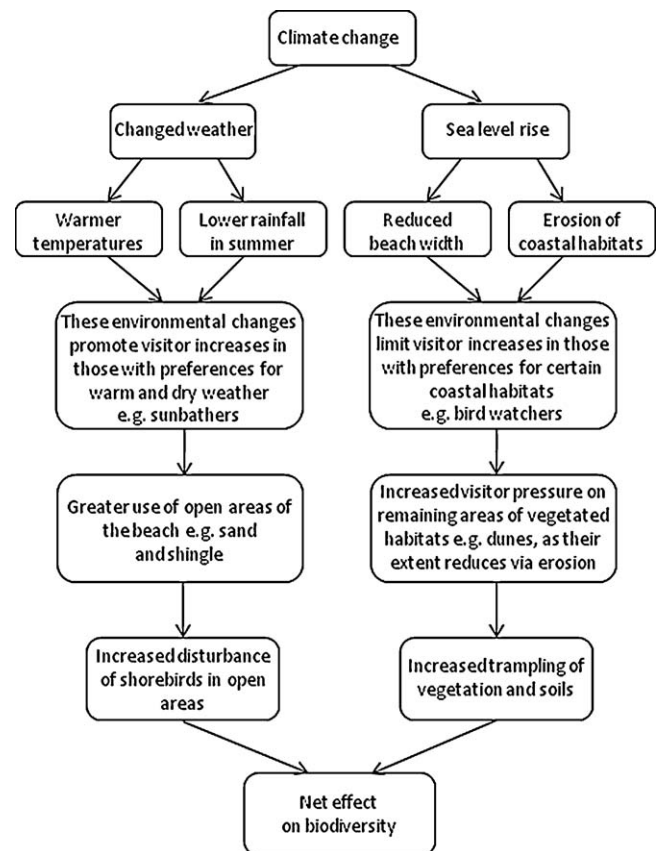 Climate change
Changed weather
Sea level rise
Warmer
temperatures
Lower rainfall
in summer
Reduced
beach width
Erosion of
coastal habitats
These environmental changes
promote visitor increases in
those with preferences for
warm and dry weather
e.g. sunbathers
These environmental changes
limit visitor increases in those
with preferences for certain
coastal habitats
e.g. bird watchers
Greater use of open areas of
the beach e.g. sand
and shingle
Increased visitor pressure on
remaining areas of vegetated
habitats e.g. dunes, as their
extent reduces via erosion
Increased disturbance
of shorebirds in open
areas
Increased trampling of
vegetation and soils
Net effect
on biodiversity